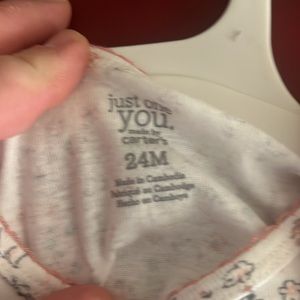 just one
you.
made by
carter's
24M
Made in Cambodia
Fabriqué au Cambodge
Hecho en Camboya